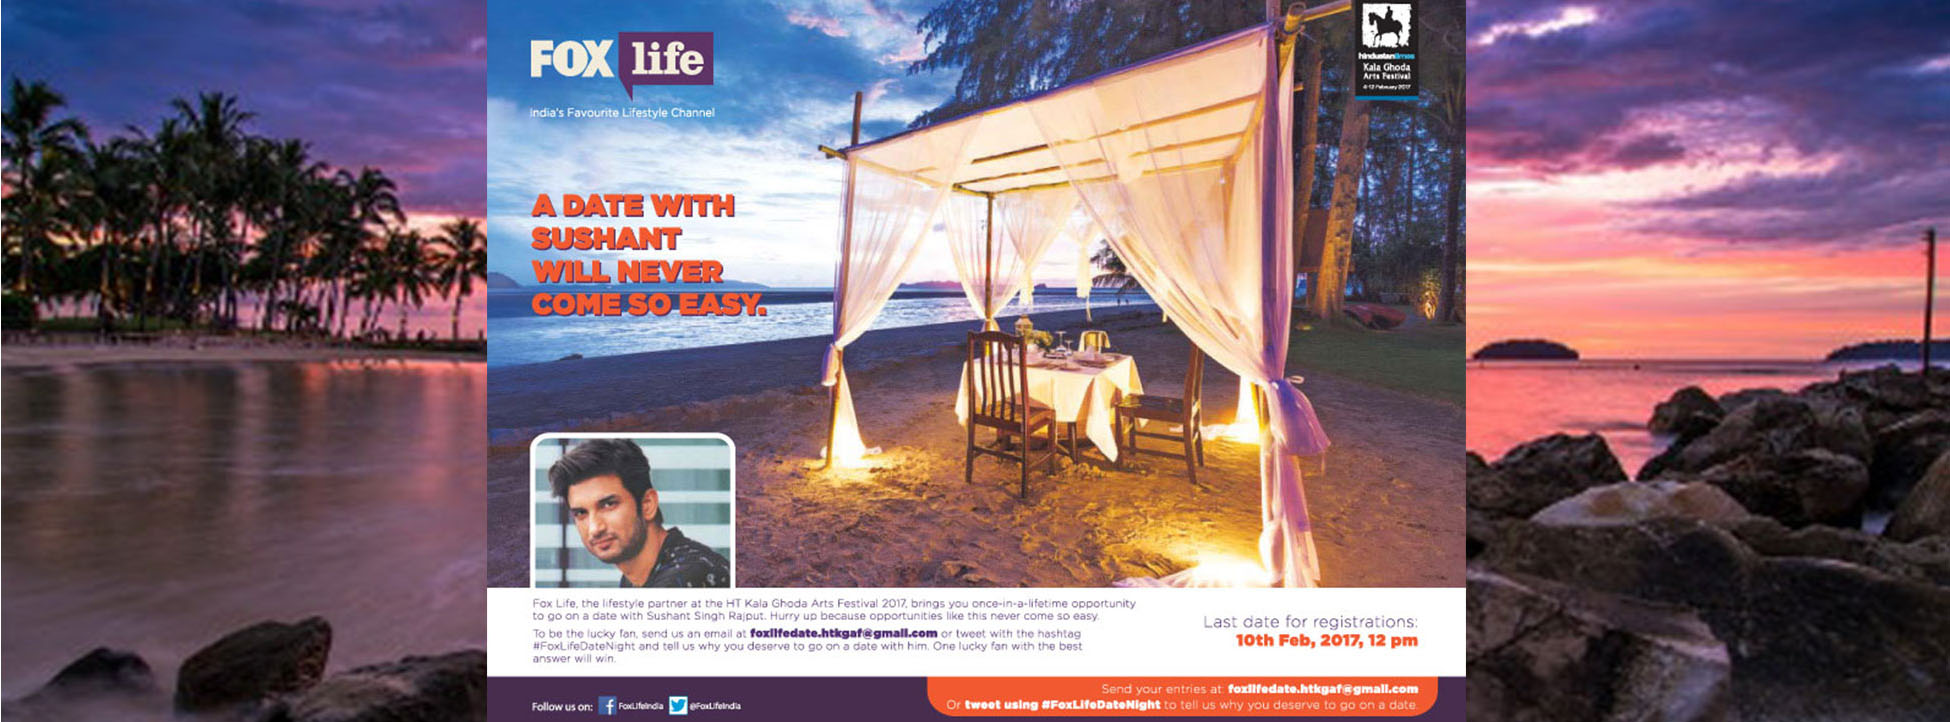 FOX life
India's Favourite Lifestyle Channel
hindustantimes
Kala Ghoda
Arts Festival
4-12 February 2017
A DATE WITH
SUSHANT
WILL NEVER
COME SO EASY.
Fox Life, the lifestyle partner at the HT Kala Ghoda Arts Festival 2017, brings you once-in-a-lifetime opportunity
to go on a date with Sushant Singh Rajput. Hurry up because opportunities like this never come so easy.
To be the lucky fan, send us an email at foxlifedate.htkgaf@gmail.com or tweet with the hashtag
#FoxLifeDateNight and tell us why you deserve to go on a date with him. One lucky fan with the best
answer will win.
Last date for registrations:
10th Feb, 2017, 12 pm
Follow us on: FoxLifeIndia @FoxLifeIndia
Send your entries at: foxlifedate.htkgaf@gmail.com
Or tweet using #FoxLifeDateNight to tell us why you deserve to go on a date.